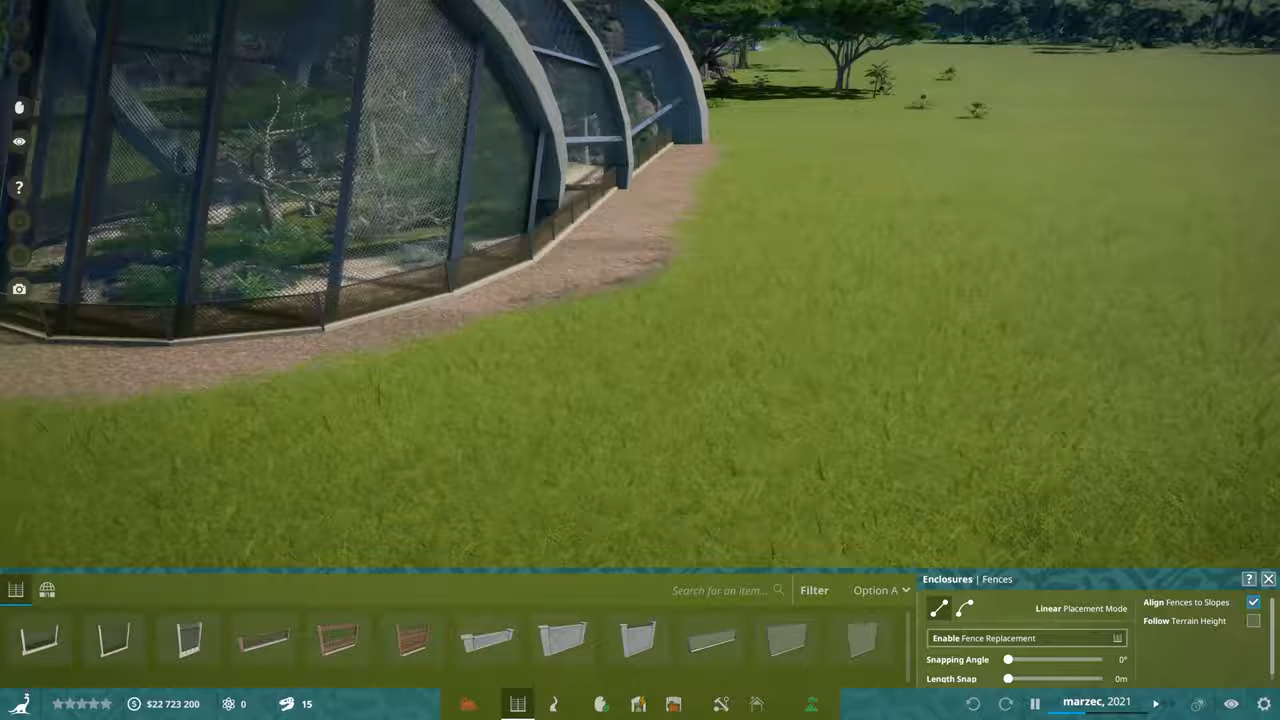 ?
Search for an item...
Filter
Option A
Enclosures | Fences
?
Linear Placement Mode
Align Fences to Slopes
Follow Terrain Height
Enable Fence Replacement
Snapping Angle
0°
Length Snap
0m
$22 723 200
0
15
marzec, 2021